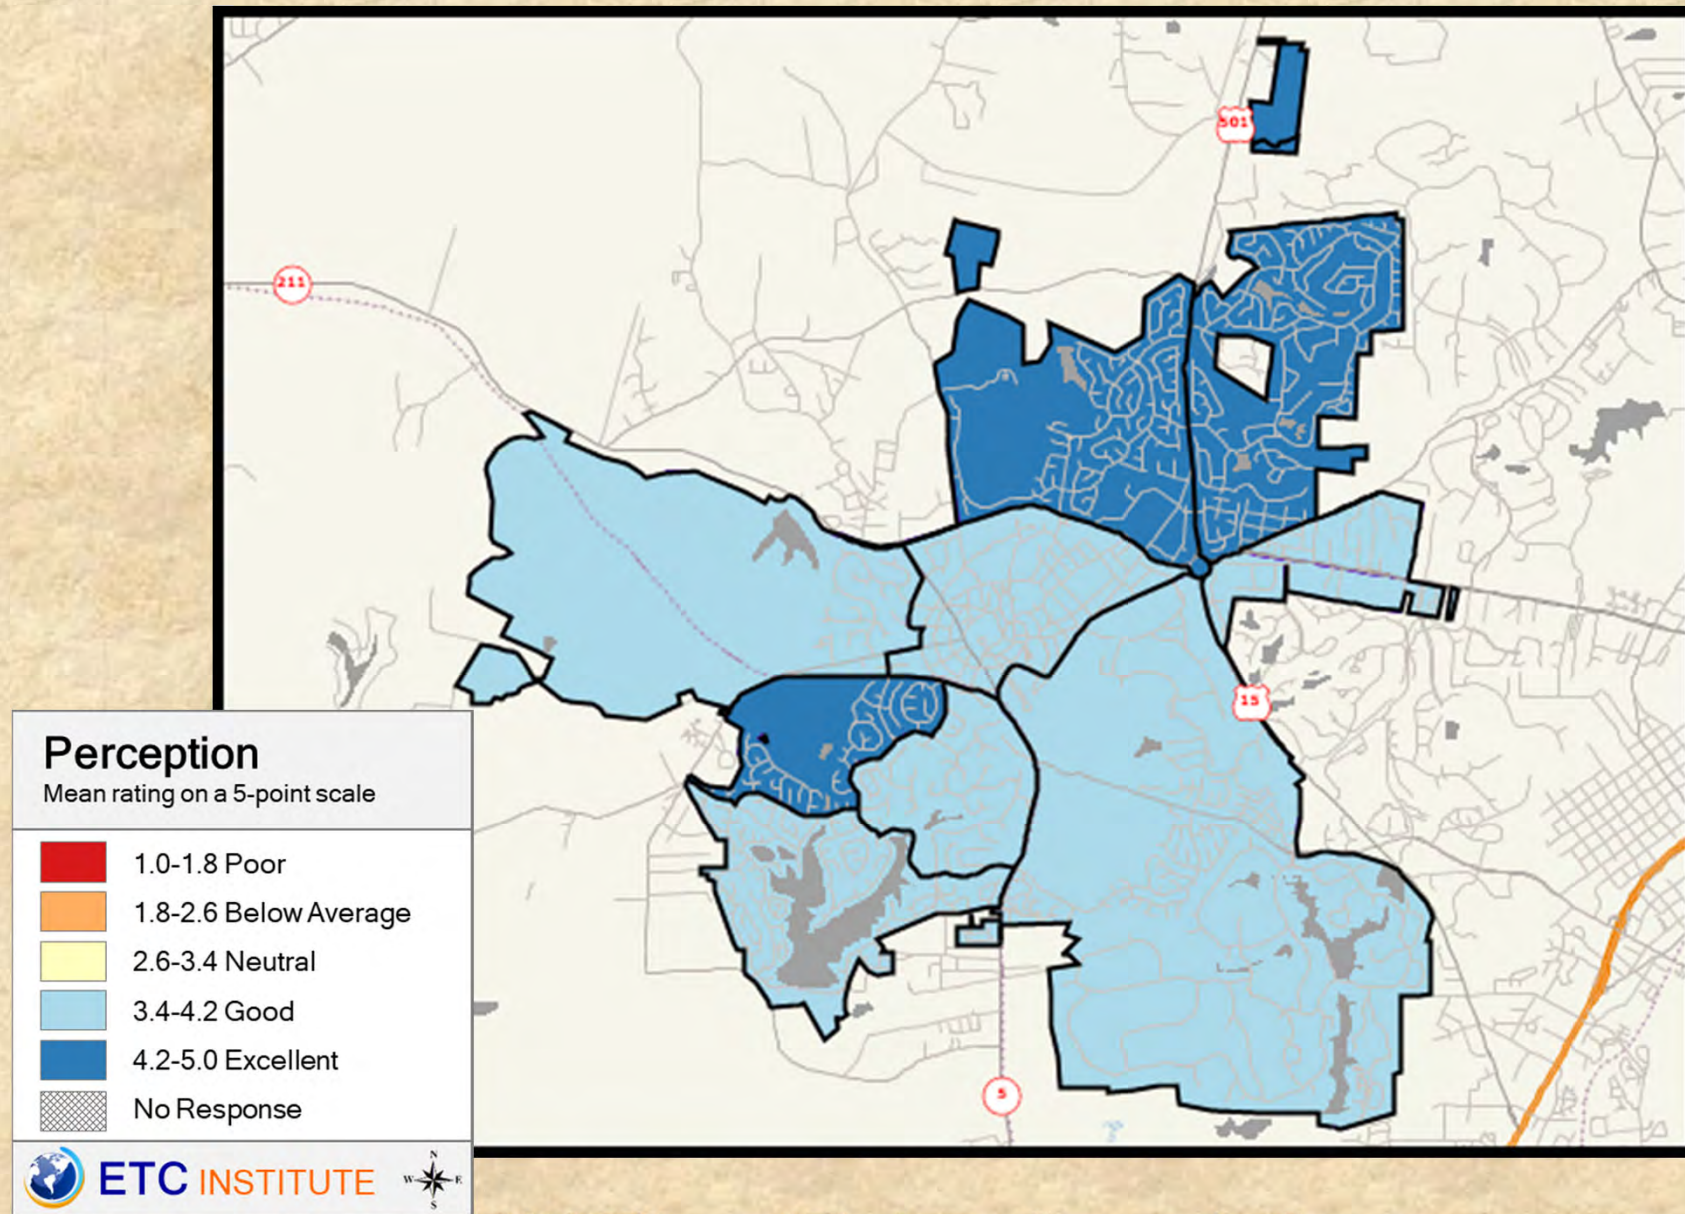 501
211
15
5
Perception
Mean rating on a 5-point scale
1.0-1.8 Poor
1.8-2.6 Below Average
2.6-3.4 Neutral
3.4-4.2 Good
4.2-5.0 Excellent
No Response
ETC INSTITUTE
N
W E
S